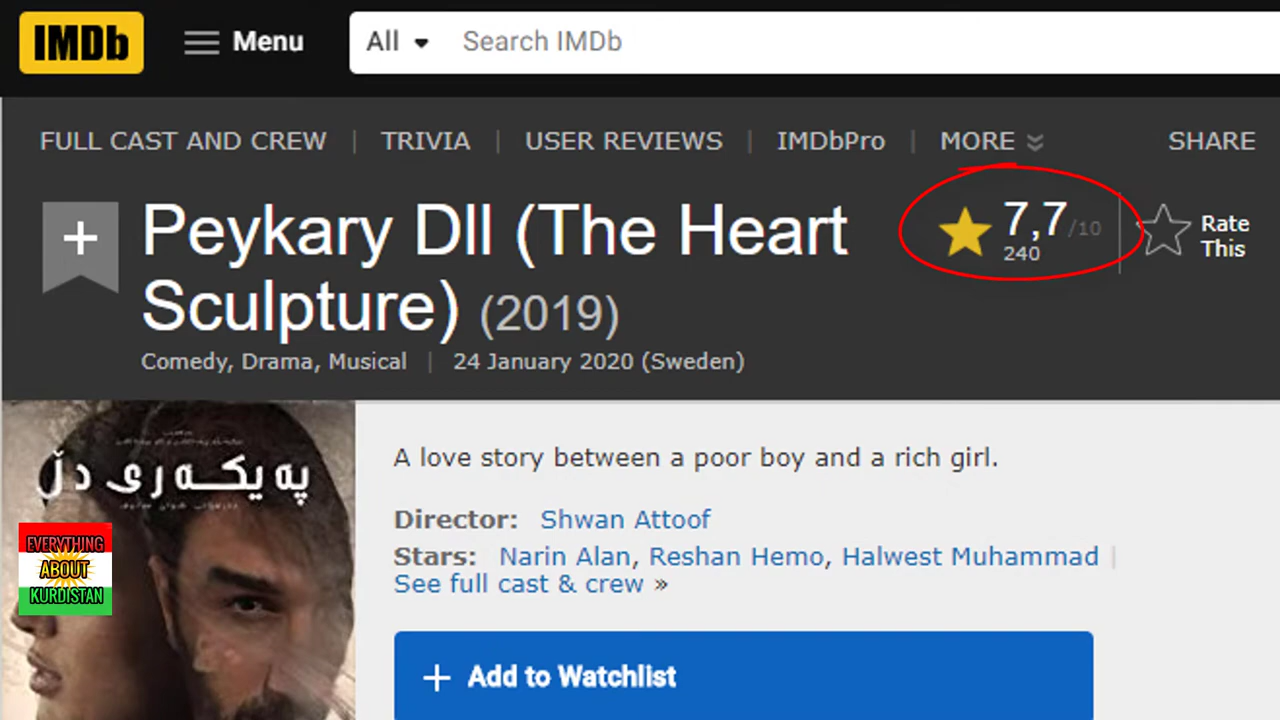 IMDb
Menu
All
Search IMDb
FULL CAST AND CREW | TRIVIA | USER REVIEWS | IMDbPro | MORE
SHARE
+
Peykary Dll (The Heart
Sculpture) (2019)
7,7/10
240
Rate
This
Comedy, Drama, Musical | 24 January 2020 (Sweden)
پەیکەری دڵ
EVERYTHING
ABOUT
KURDISTAN
A love story between a poor boy and a rich girl.
Director: Shwan Attoof
Stars: Narin Alan, Reshan Hemo, Halwest Muhammad |
See full cast & crew »
+ Add to Watchlist